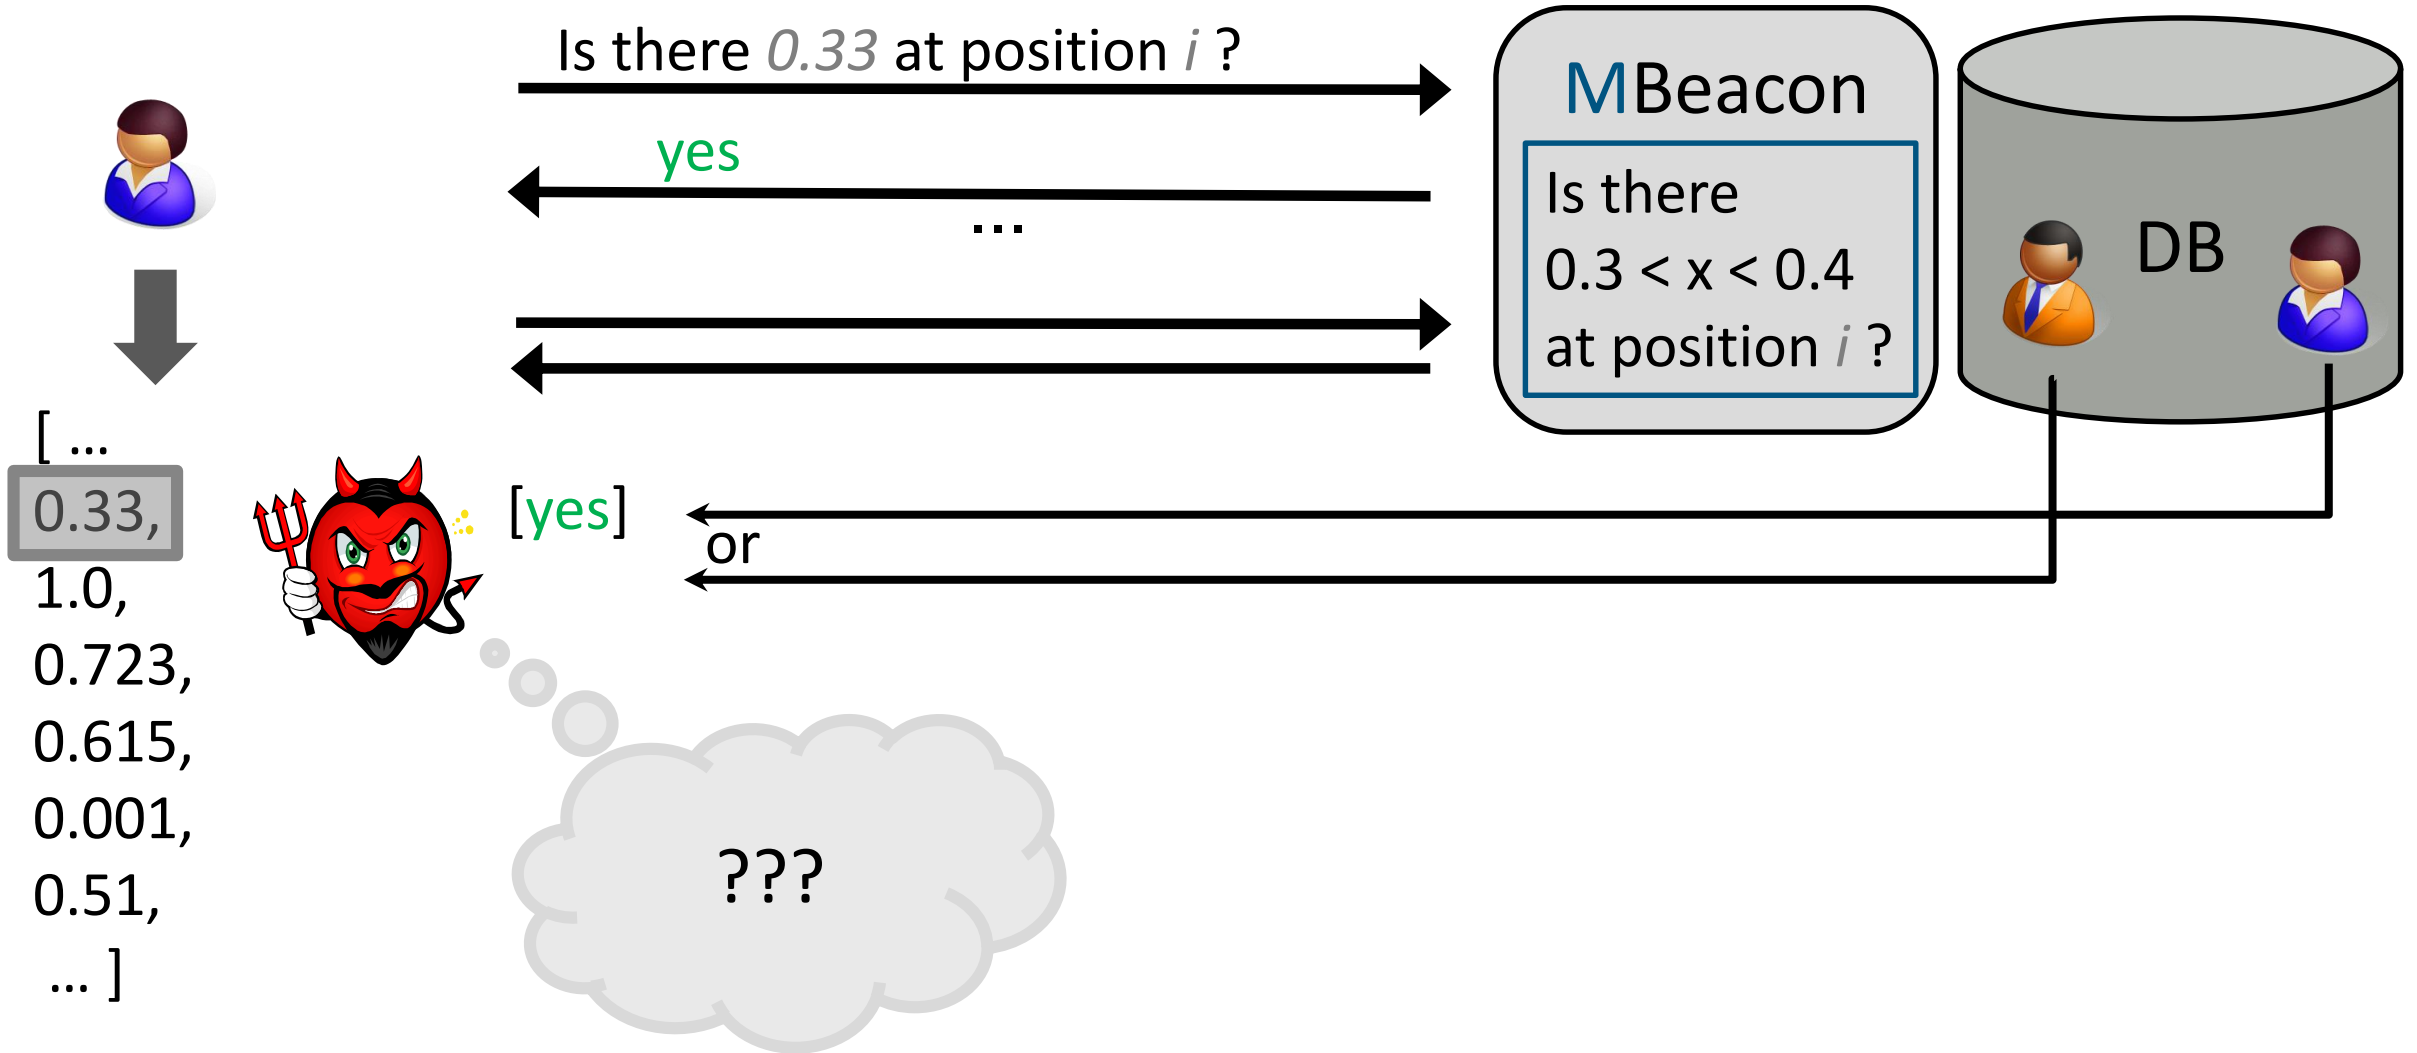 Is there 0.33 at position i ?
yes
...
MBeacon
Is there
0.3 < x < 0.4
at position i ?
DB
[ ...
0.33,
1.0,
0.723,
0.615,
0.001,
0.51,
... ]
[yes]
or
???